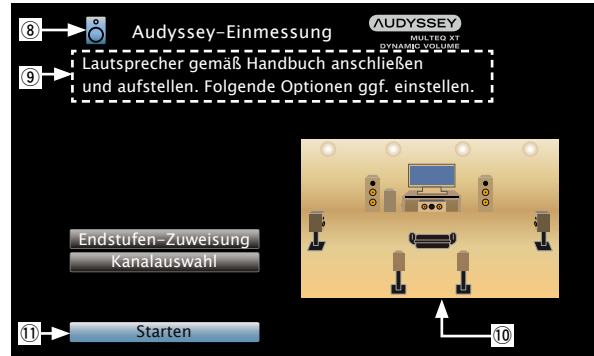 ⑧ Audyssey-Einmessung
AUDYSSEY
MULTEQ XT
DYNAMIC VOLUME
⑨ Lautsprecher gemäß Handbuch anschließen
und aufstellen. Folgende Optionen ggf. einstellen.
Endstufen-Zuweisung
Kanalauswahl
⑪ Starten
⑩